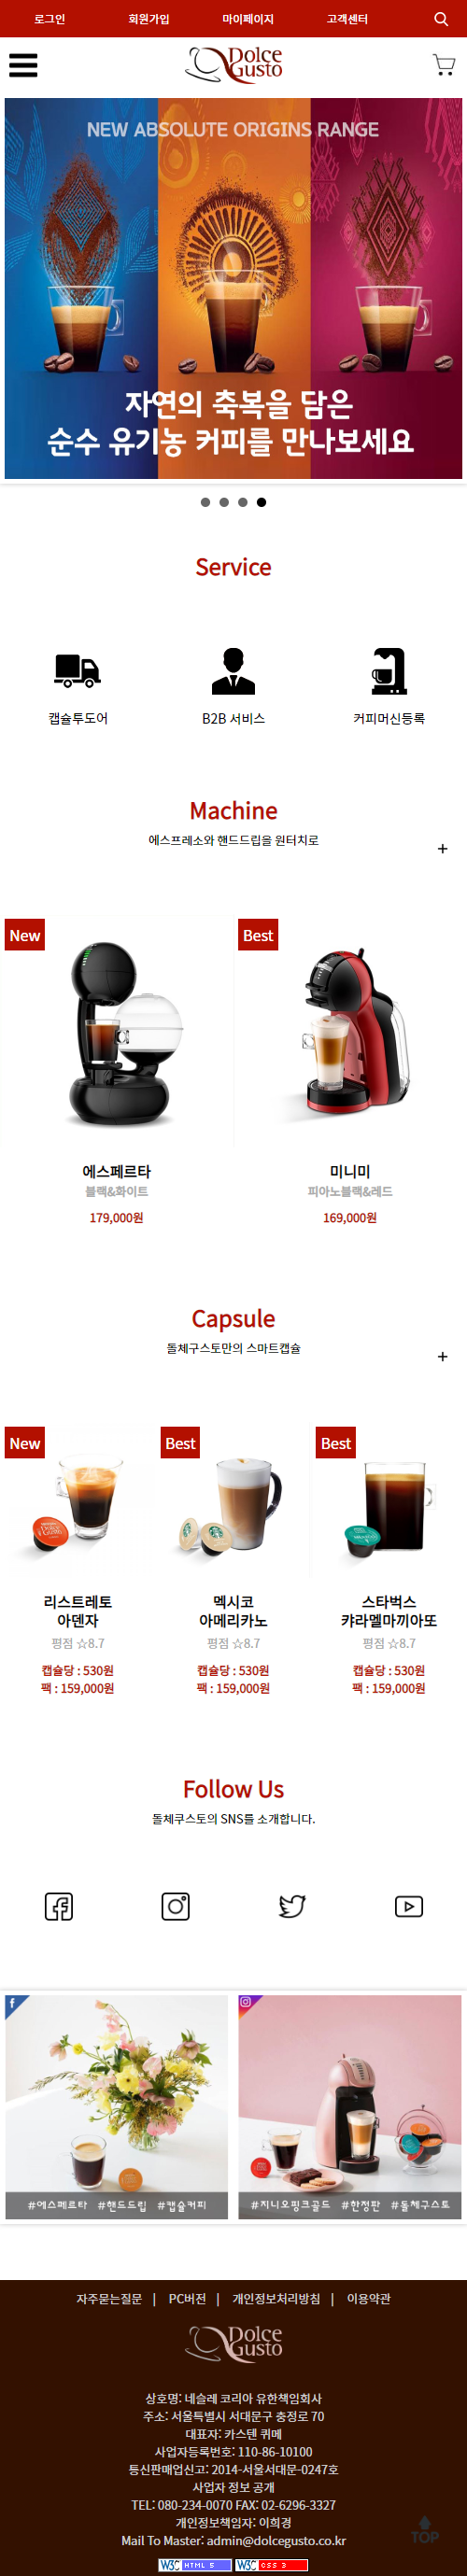 로그인 회원가입 마이페이지 고객센터
Dolce Gusto
NEW ABSOLUTE ORIGINS RANGE
자연의 축복을 담은
순수 유기농 커피를 만나보세요
Service
캡슐투도어 B2B 서비스 커피머신등록
Machine
에스프레소와 핸드드립을 원터치로
+
New Best
에스페르타 미니미
블랙&화이트 피아노블랙&레드
179,000원 169,000원
Capsule
돌체구스토만의 스마트캡슐
+
New Best Best
리스트레토 멕시코 스타벅스
아덴자 아메리카노 캬라멜마끼아또
평점 ☆8.7 평점 ☆8.7 평점 ☆8.7
캡슐당 : 530원 캡슐당 : 530원 캡슐당 : 530원
팩 : 159,000원 팩 : 159,000원 팩 : 159,000원
Follow Us
돌체쿠스토의 SNS를 소개합니다.
#에스페르타 #핸드드립 #캡슐커피 #지니오핑크골드 #한정판 #돌체구스토
자주묻는질문 | PC버전 | 개인정보처리방침 | 이용약관
Dolce Gusto
상호명: 네슬레 코리아 유한책임회사
주소: 서울특별시 서대문구 충정로 70
대표자: 카스텐 퀴메
사업자등록번호: 110-86-10100
통신판매업신고: 2014-서울서대문-0247호
사업자 정보 공개
TEL: 080-234-0070 FAX: 02-6296-3327
개인정보책임자: 이희경
TOP
Mail To Master: admin@dolcegusto.co.kr
W3C HTML 5 W3C CSS 3